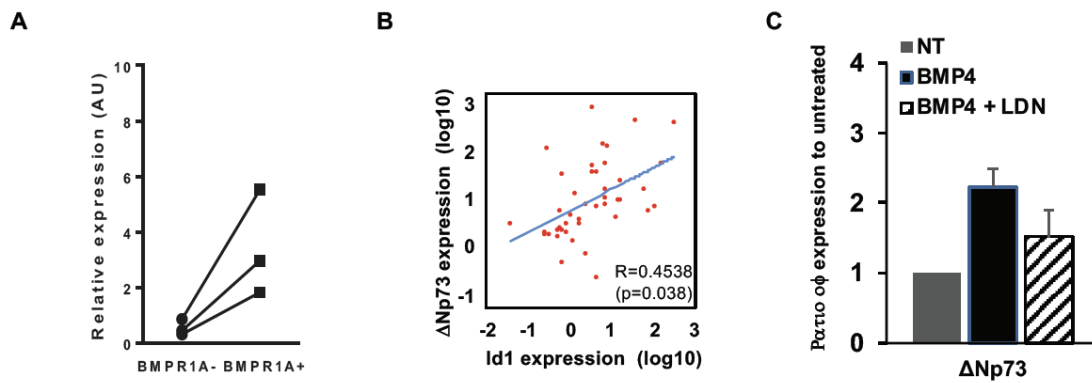 A
Relative expression (AU)
10
8
6
4
2
0
BMPR1A- BMPR1A+
B
ΔNp73 expression (log10)
3
2
1
0
-1
R=0.4538
(p=0.038)
-2 -1 0 1 2 3
Id1 expression (log10)
C
Ρατιο οφ expression to untreated
4
3
2
1
0
NT
BMP4
BMP4 + LDN
ΔNp73